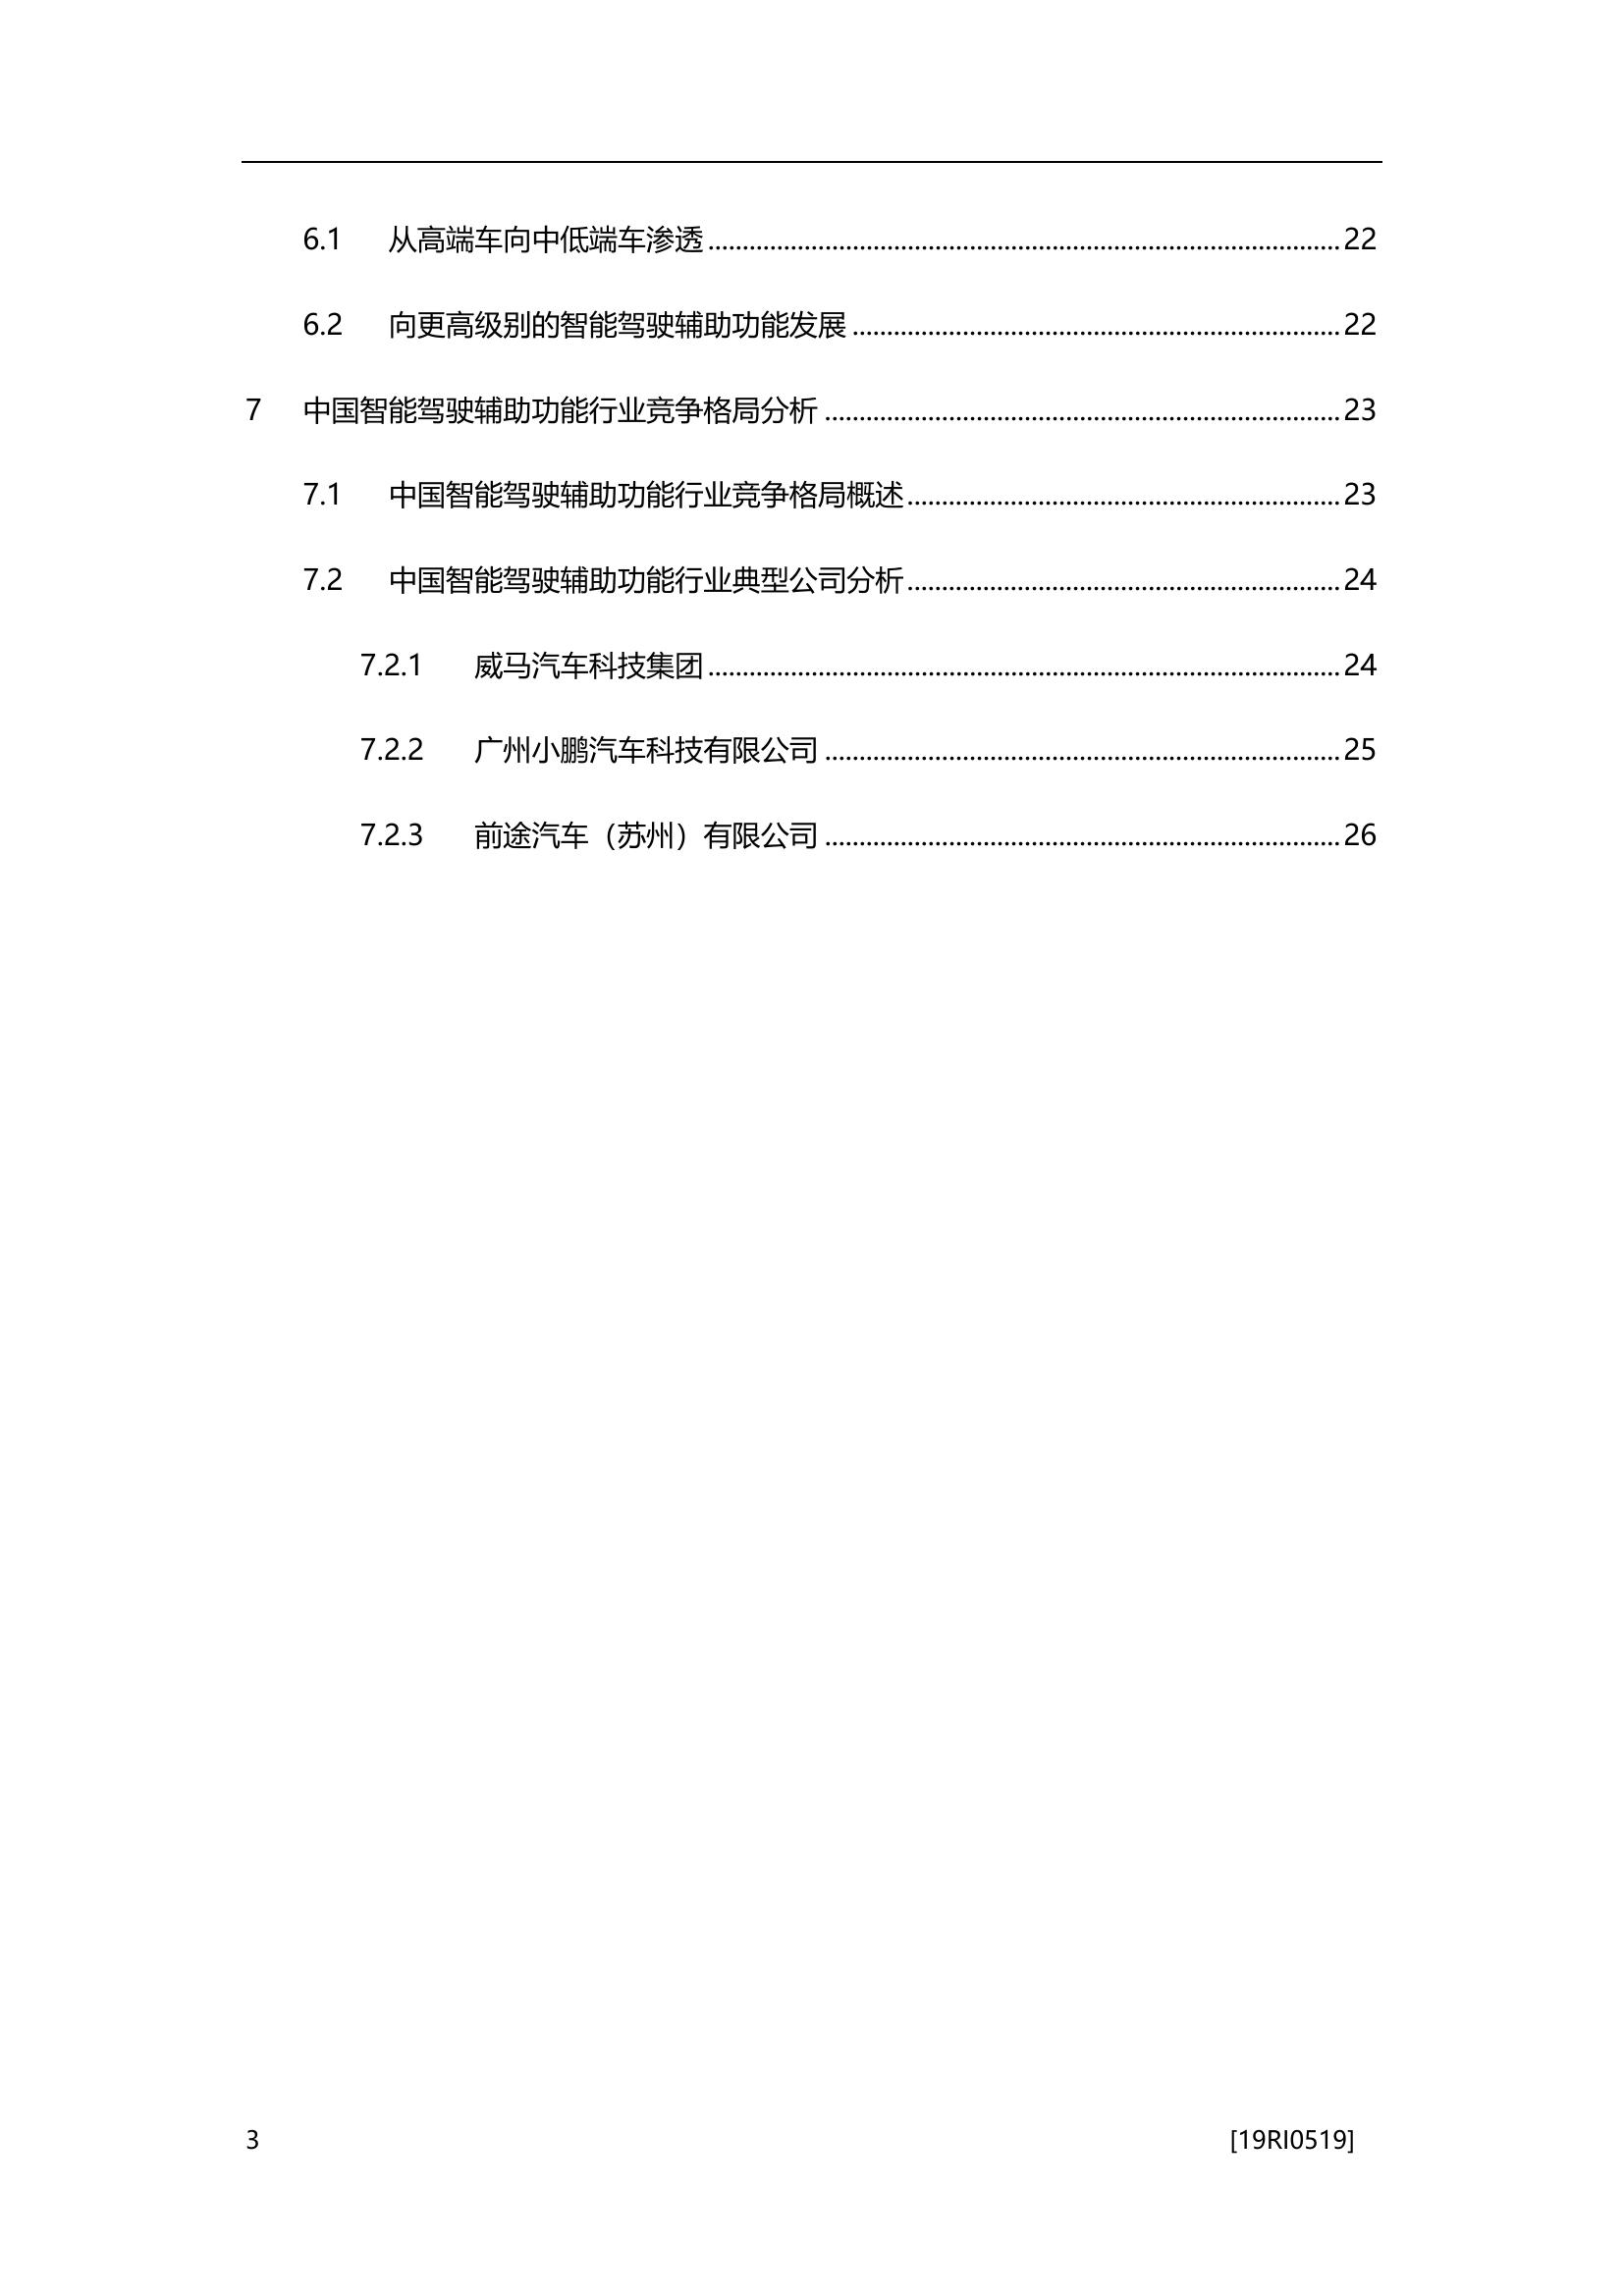 6.1 从高端车向中低端车渗透 ........ 22
6.2 向更高级别的智能驾驶辅助功能发展 ........ 22
7 中国智能驾驶辅助功能行业竞争格局分析 ........ 23
7.1 中国智能驾驶辅助功能行业竞争格局概述 ........ 23
7.2 中国智能驾驶辅助功能行业典型公司分析 ........ 24
7.2.1 威马汽车科技集团 ........ 24
7.2.2 广州小鹏汽车科技有限公司 ........ 25
7.2.3 前途汽车（苏州）有限公司 ........ 26
3 [19RI0519]